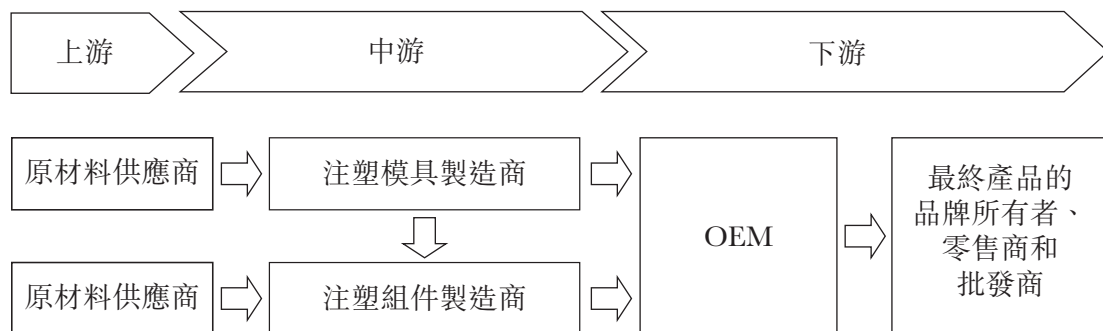 上游
中游
下游
原材料供應商
注塑模具製造商
OEM
最終產品的
品牌所有者、
零售商和
批發商
原材料供應商
注塑組件製造商